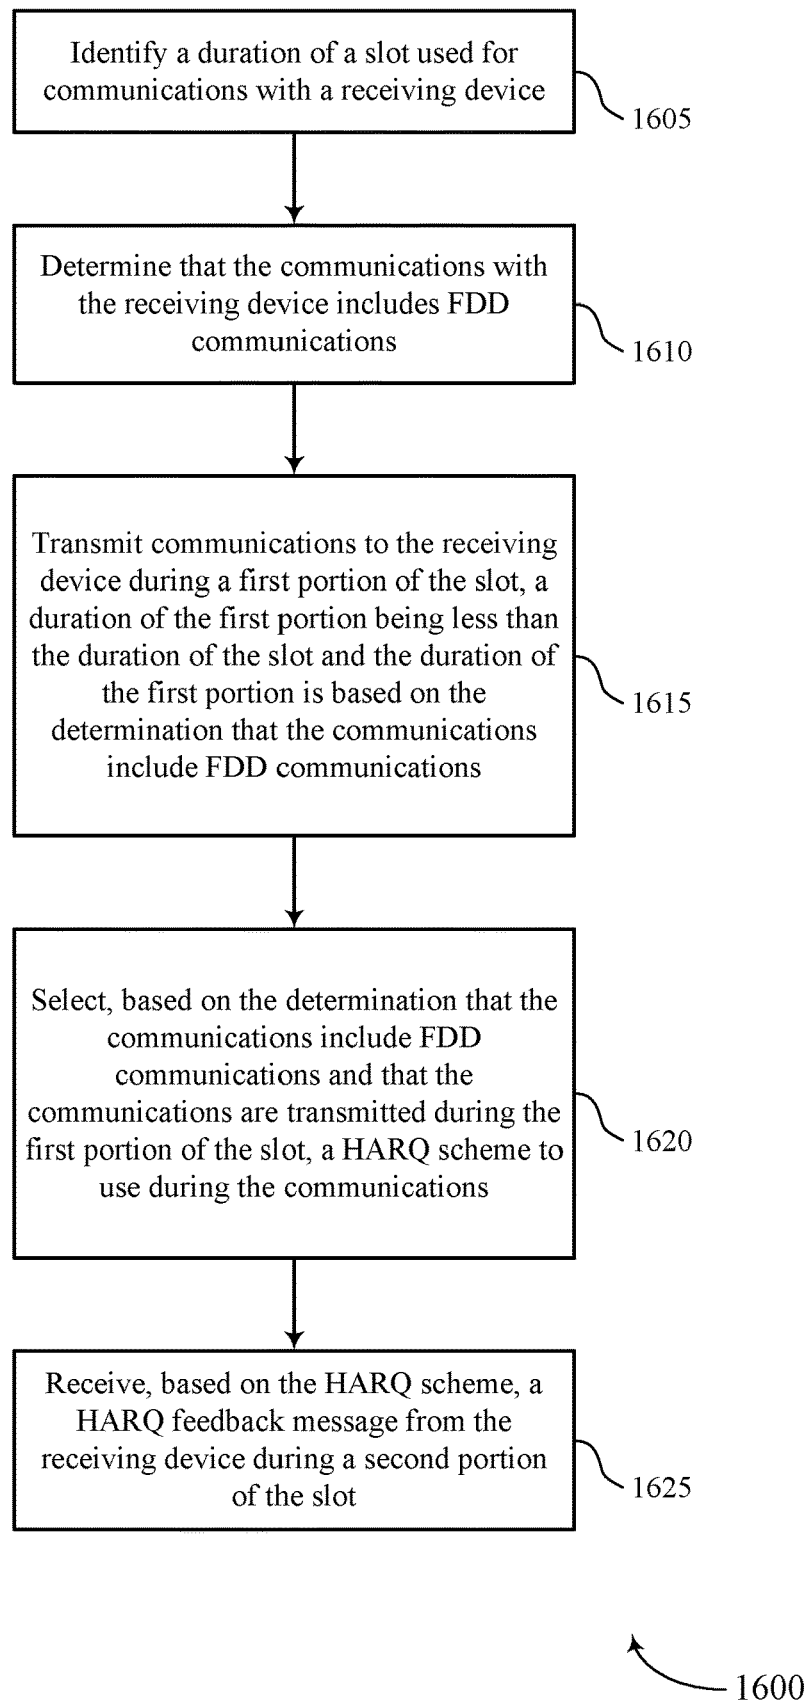 Identify a duration of a slot used for
communications with a receiving device
1605
Determine that the communications with
the receiving device includes FDD
communications
1610
Transmit communications to the receiving
device during a first portion of the slot, a
duration of the first portion being less than
the duration of the slot and the duration of
the first portion is based on the
determination that the communications
include FDD communications
1615
Select, based on the determination that the
communications include FDD
communications and that the
communications are transmitted during the
first portion of the slot, a HARQ scheme to
use during the communications
1620
Receive, based on the HARQ scheme, a
HARQ feedback message from the
receiving device during a second portion
of the slot
1625
1600